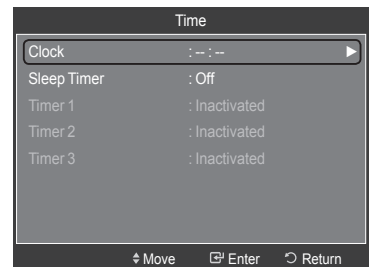 Time
Clock : -- : --
Sleep Timer : Off
Timer 1 : Inactivated
Timer 2 : Inactivated
Timer 3 : Inactivated
Move Enter Return